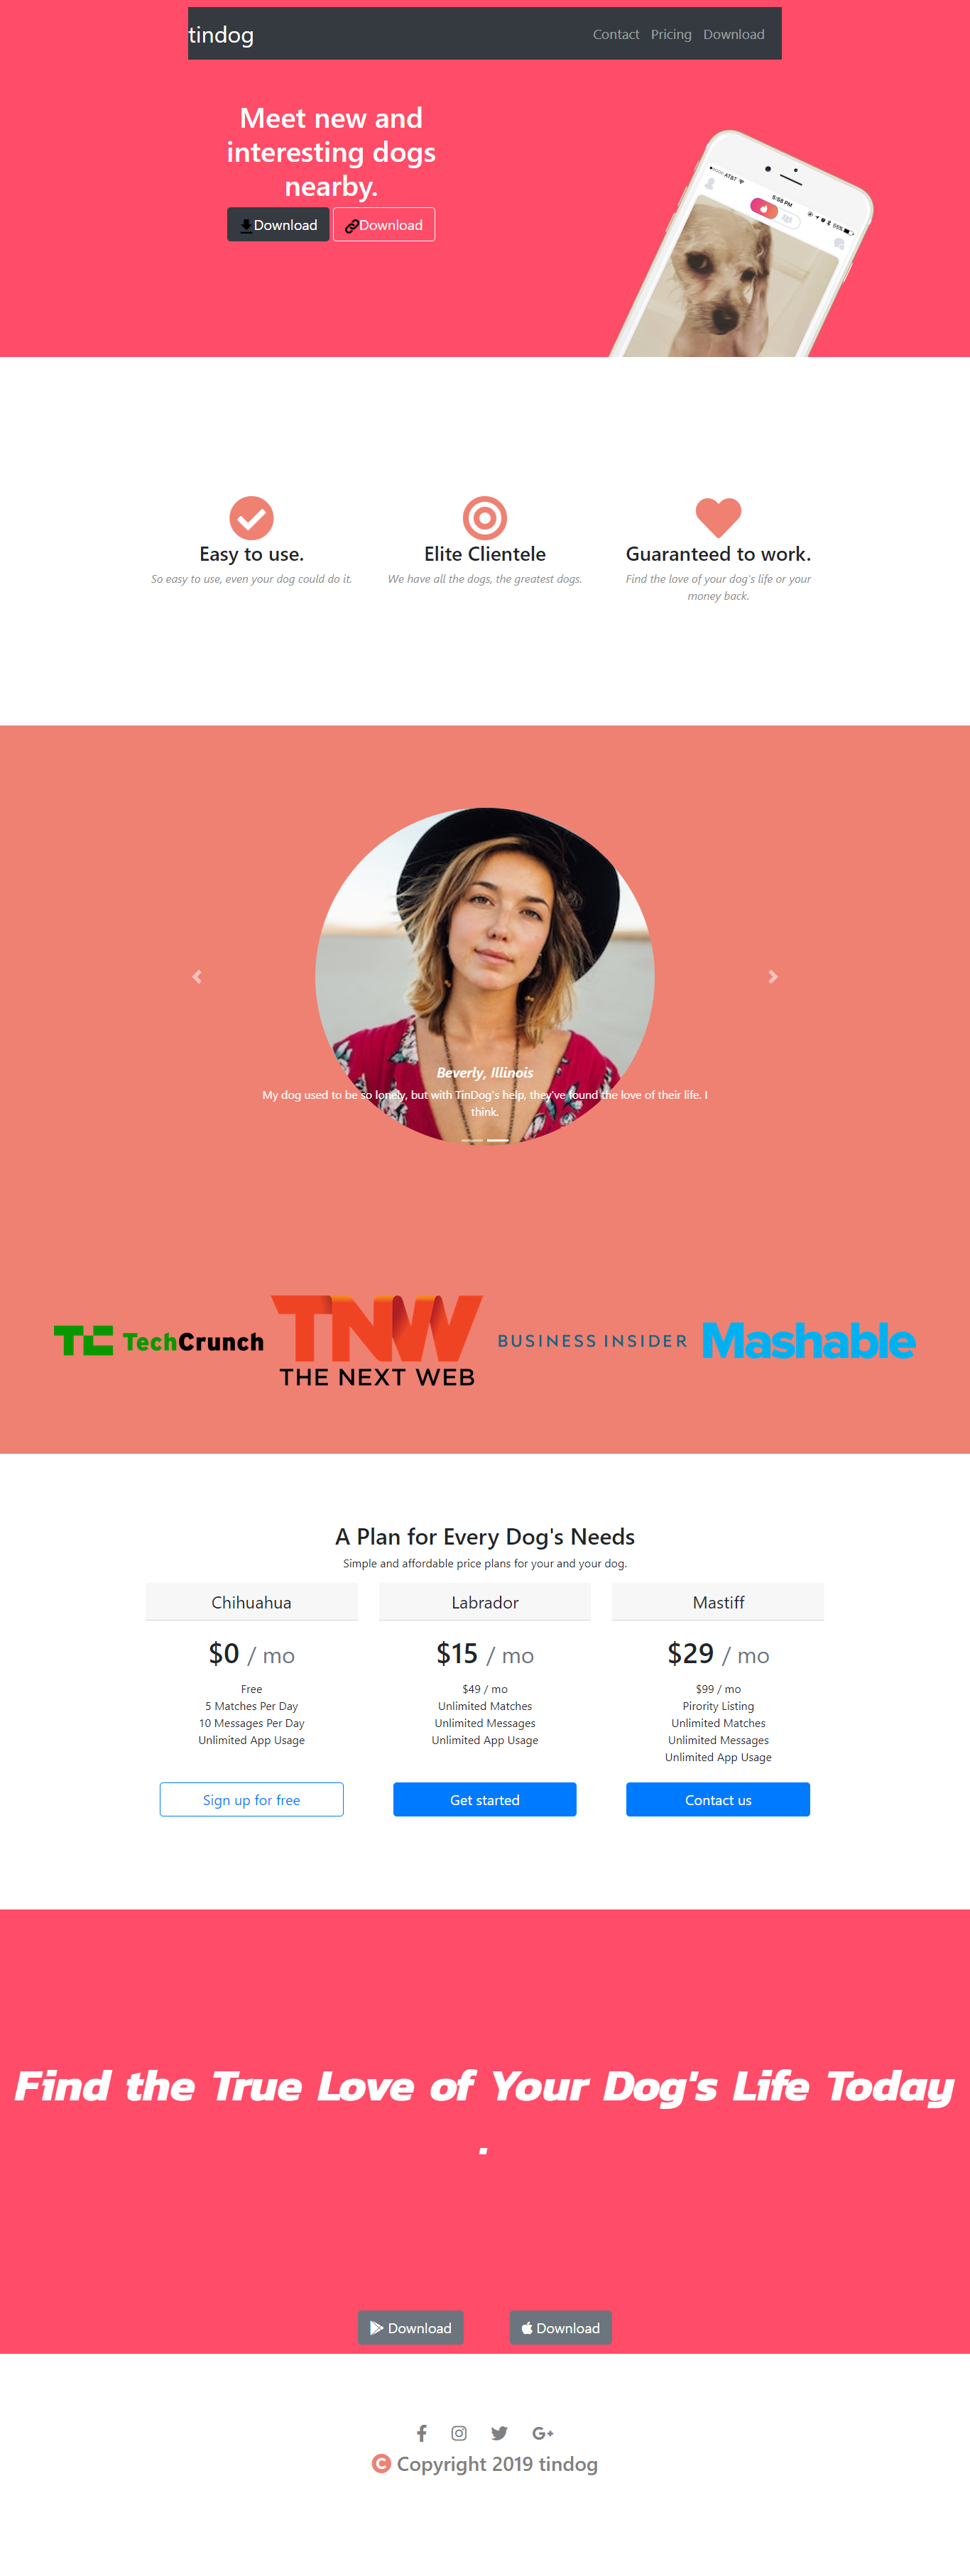 tindog
Contact Pricing Download
Meet new and
interesting dogs
nearby.
Download Download
AT&T 5:58 PM 55%
Easy to use.
So easy to use, even your dog could do it.
Elite Clientele
We have all the dogs, the greatest dogs.
Guaranteed to work.
Find the love of your dog's life or your
money back.
Beverly, Illinois
My dog used to be so lonely, but with TinDog's help, they've found the love of their life. I
think.
TC TechCrunch
TNW
THE NEXT WEB
BUSINESS INSIDER
Mashable
A Plan for Every Dog's Needs
Simple and affordable price plans for your and your dog.
Chihuahua
$0 / mo
Free
5 Matches Per Day
10 Messages Per Day
Unlimited App Usage
Sign up for free
Labrador
$15 / mo
$49 / mo
Unlimited Matches
Unlimited Messages
Unlimited App Usage
Get started
Mastiff
$29 / mo
$99 / mo
Pirority Listing
Unlimited Matches
Unlimited Messages
Unlimited App Usage
Contact us
Find the True Love of Your Dog's Life Today
.
Download Download
G+
C Copyright 2019 tindog